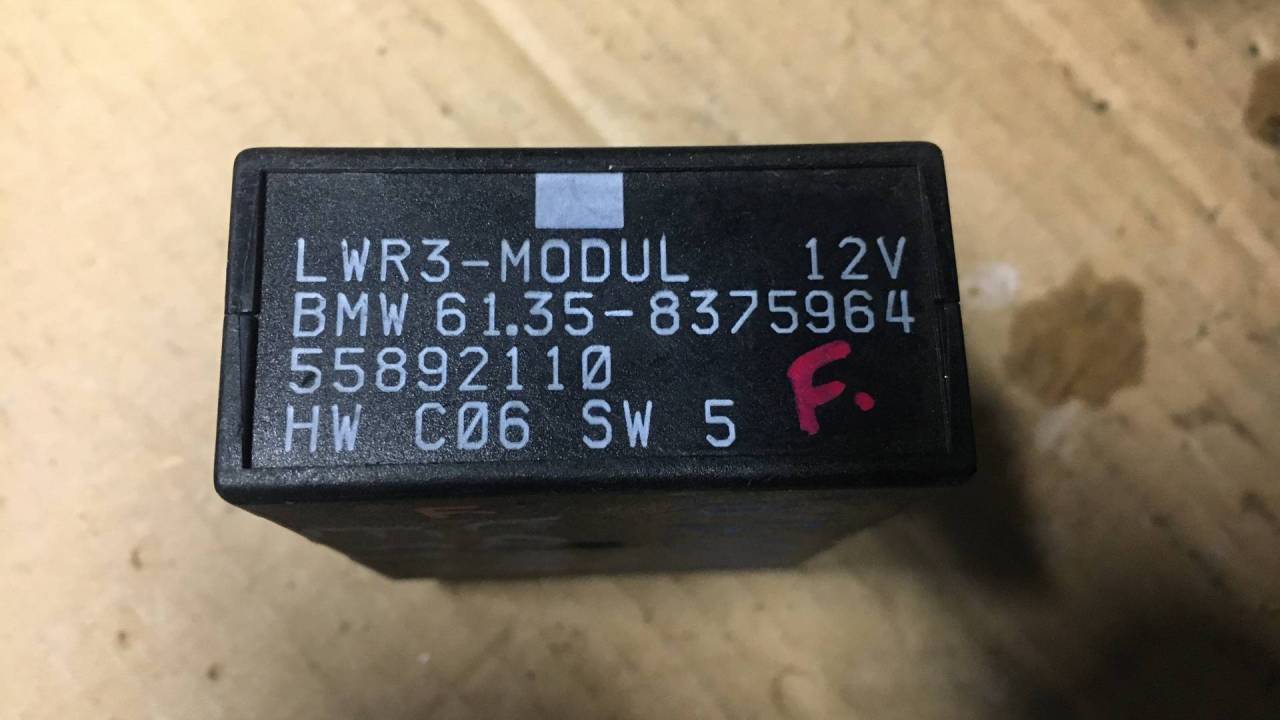 LWR3-MODUL 12V
BMW 61.35-8375964
55892110
F.
HW C06 SW 5